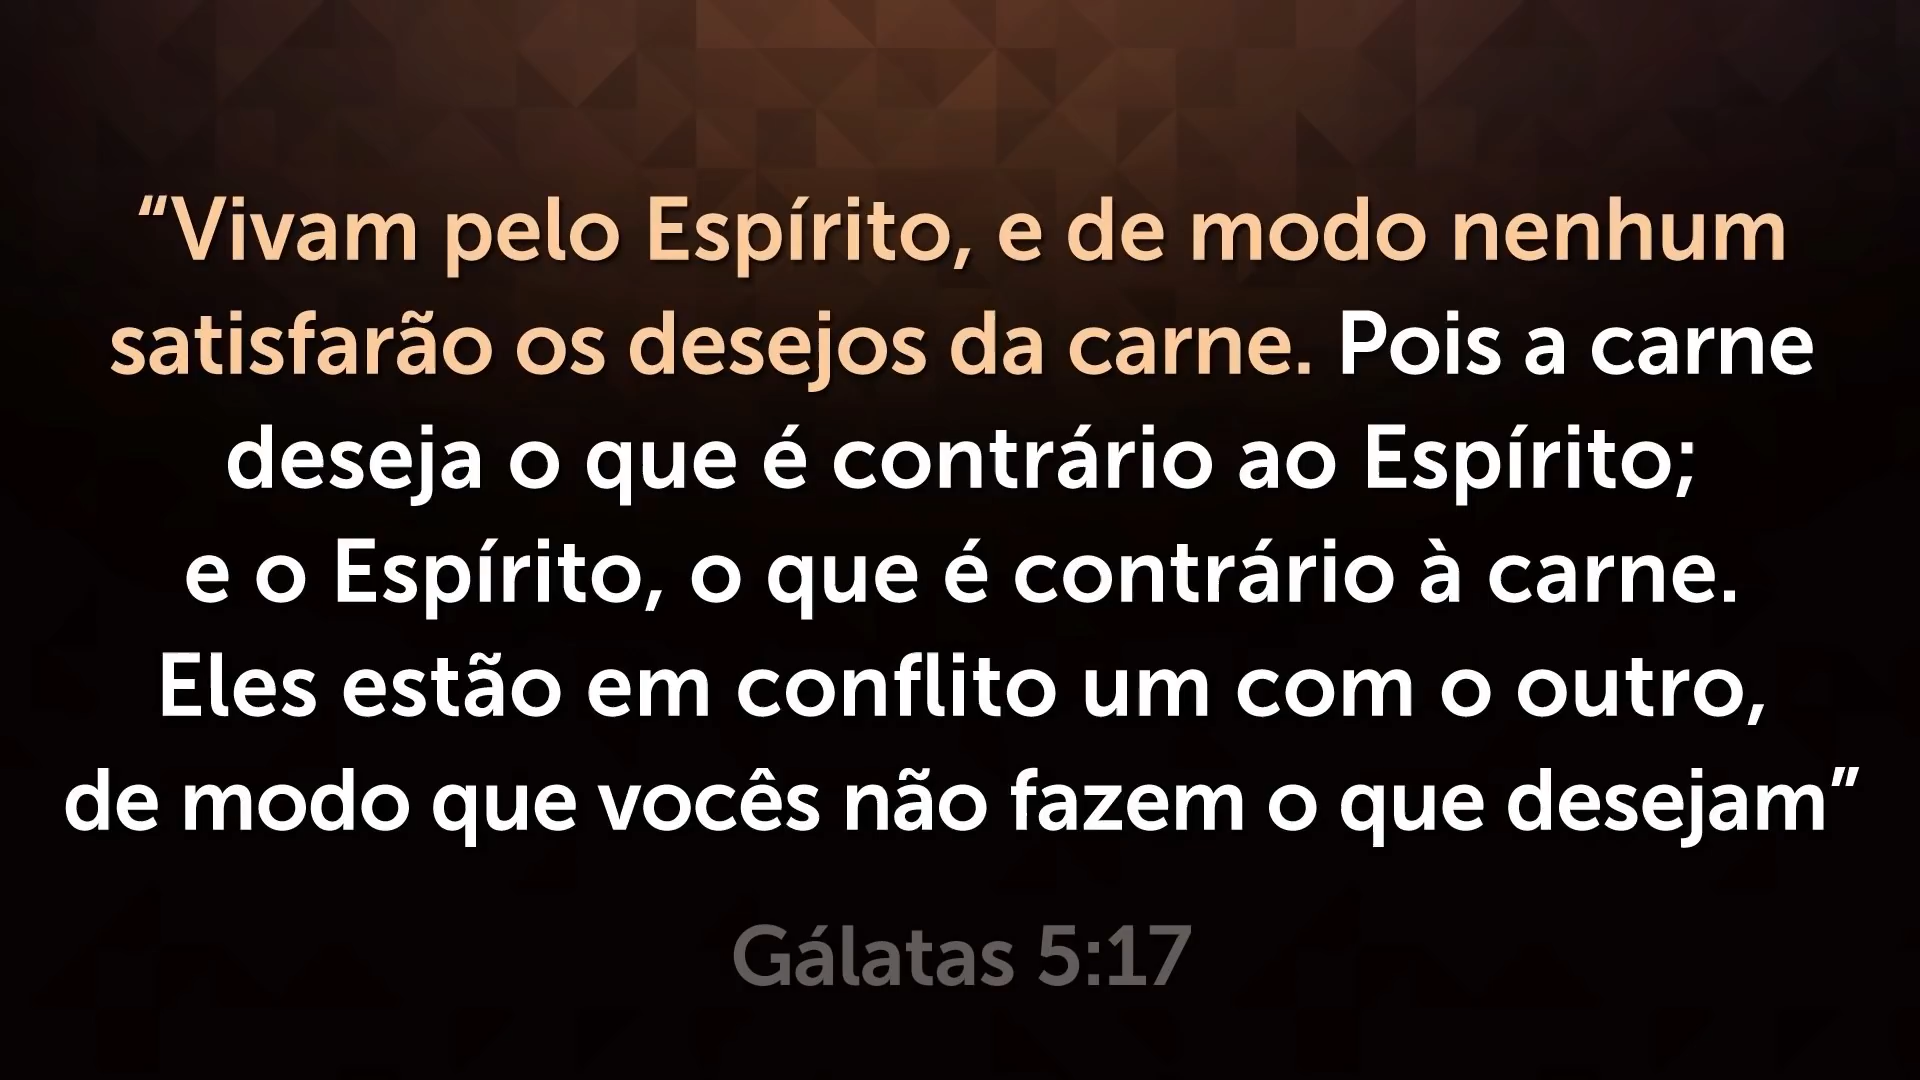 “Vivam pelo Espírito, e de modo nenhum
satisfarão os desejos da carne. Pois a carne
deseja o que é contrário ao Espírito;
e o Espírito, o que é contrário à carne.
Eles estão em conflito um com o outro,
de modo que vocês não fazem o que desejam”
Gálatas 5:17